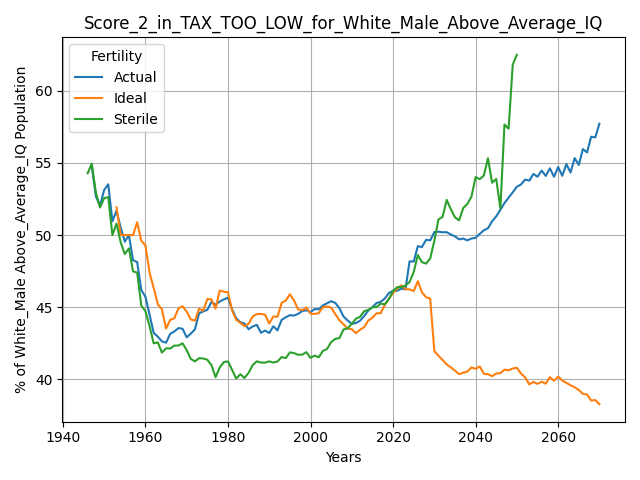 Score_2_in_TAX_TOO_LOW_for_White_Male_Above_Average_IQ
Fertility
Actual
Ideal
Sterile
% of White_Male Above_Average_IQ Population
60
55
50
45
40
1940 1960 1980 2000 2020 2040 2060
Years